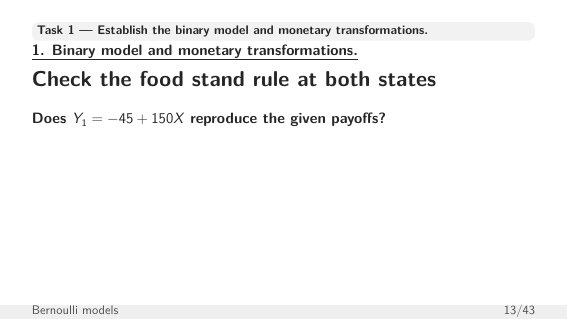 Task 1 — Establish the binary model and monetary transformations.
1. Binary model and monetary transformations.
Check the food stand rule at both states
Does Y₁ = −45 + 150X reproduce the given payoffs?
Bernoulli models 13/43